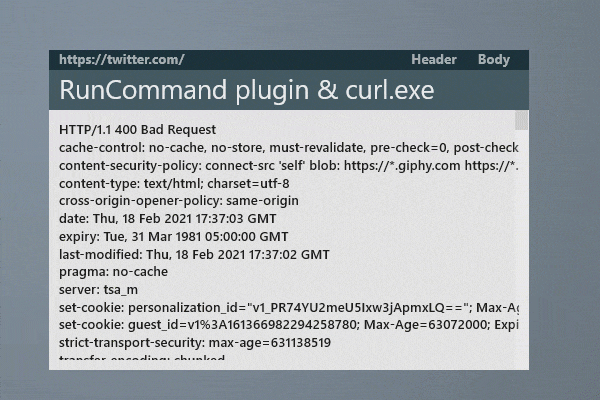 https://twitter.com/ Header Body
RunCommand plugin & curl.exe
HTTP/1.1 400 Bad Request
cache-control: no-cache, no-store, must-revalidate, pre-check=0, post-check
content-security-policy: connect-src 'self' blob: https://*.giphy.com https://*.
content-type: text/html; charset=utf-8
cross-origin-opener-policy: same-origin
date: Thu, 18 Feb 2021 17:37:03 GMT
expiry: Tue, 31 Mar 1981 05:00:00 GMT
last-modified: Thu, 18 Feb 2021 17:37:02 GMT
pragma: no-cache
server: tsa_m
set-cookie: personalization_id="v1_PR74YU2meU5Ixw3jApmxLQ=="; Max-Ag
set-cookie: guest_id=v1%3A161366982294258780; Max-Age=63072000; Expi
strict-transport-security: max-age=631138519
transfer-encoding: chunked